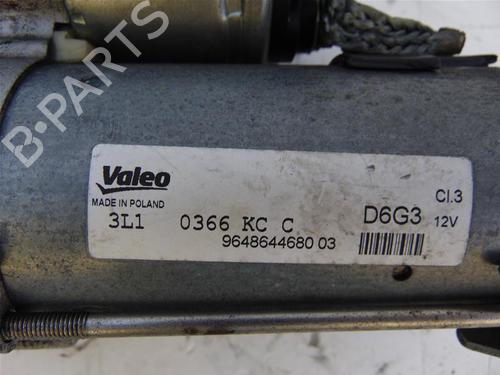 B-PARTS
Valeo
MADE IN POLAND
3L1 0366 KC C
9648644680 03
D6G3
Cl.3
12V